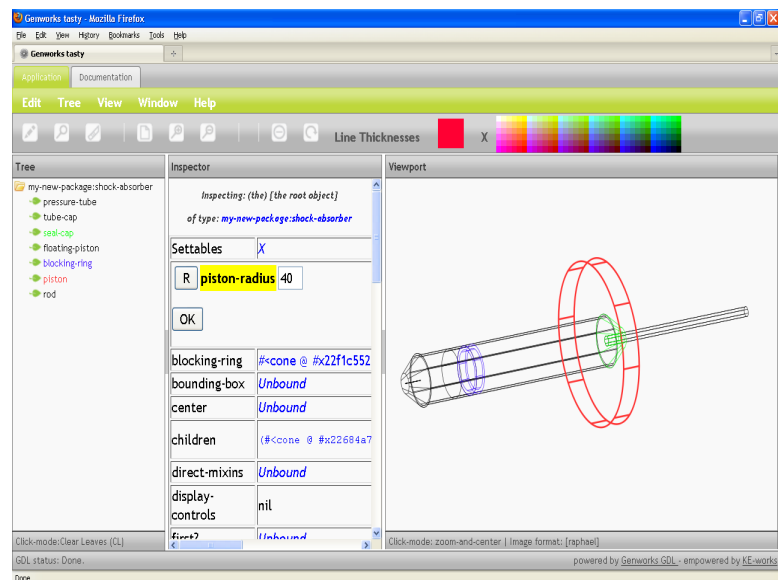 Genworks tasty - Mozilla Firefox
File Edit View History Bookmarks Tools Help
Genworks tasty
Application Documentation
Edit Tree View Window Help
Line Thicknesses X
Tree
my-new-package:shock-absorber
pressure-tube
tube-cap
seal-cap
floating-piston
blocking-ring
piston
rod
Click-mode:Clear Leaves (CL)
Inspector
Inspecting: (the) [the root object]
of type: my-new-package:shock-absorber
Settables X
R piston-radius 40
OK
blocking-ring #<cone @ #x22f1c552
bounding-box Unbound
center Unbound
children (#<cone @ #x22684a7
direct-mixins Unbound
display-
controls nil
first? Unbound
Viewport
Click-mode: zoom-and-center | Image format: [raphael]
GDL status: Done.
powered by Genworks GDL - empowered by KE-works
Done